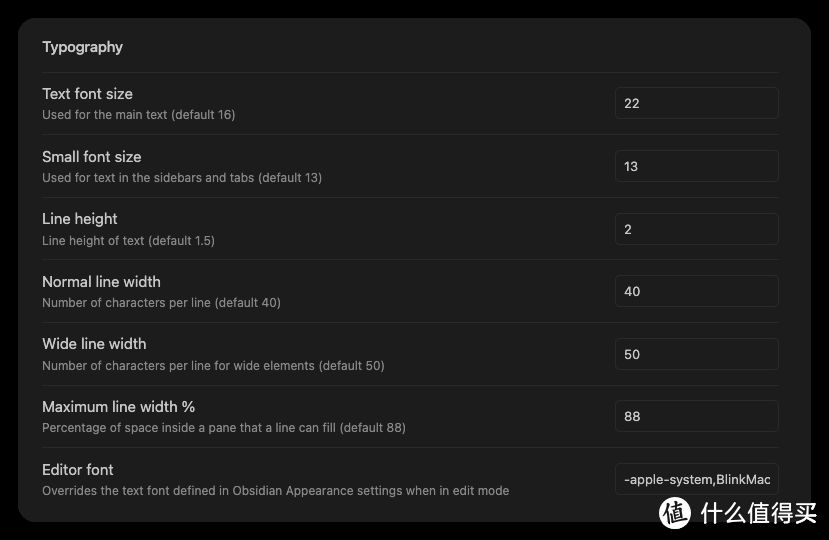 Typography
Text font size
Used for the main text (default 16)
22
Small font size
Used for text in the sidebars and tabs (default 13)
13
Line height
Line height of text (default 1.5)
2
Normal line width
Number of characters per line (default 40)
40
Wide line width
Number of characters per line for wide elements (default 50)
50
Maximum line width %
Percentage of space inside a pane that a line can fill (default 88)
88
Editor font
Overrides the text font defined in Obsidian Appearance settings when in edit mode
-apple-system,BlinkMac
值 什么值得买